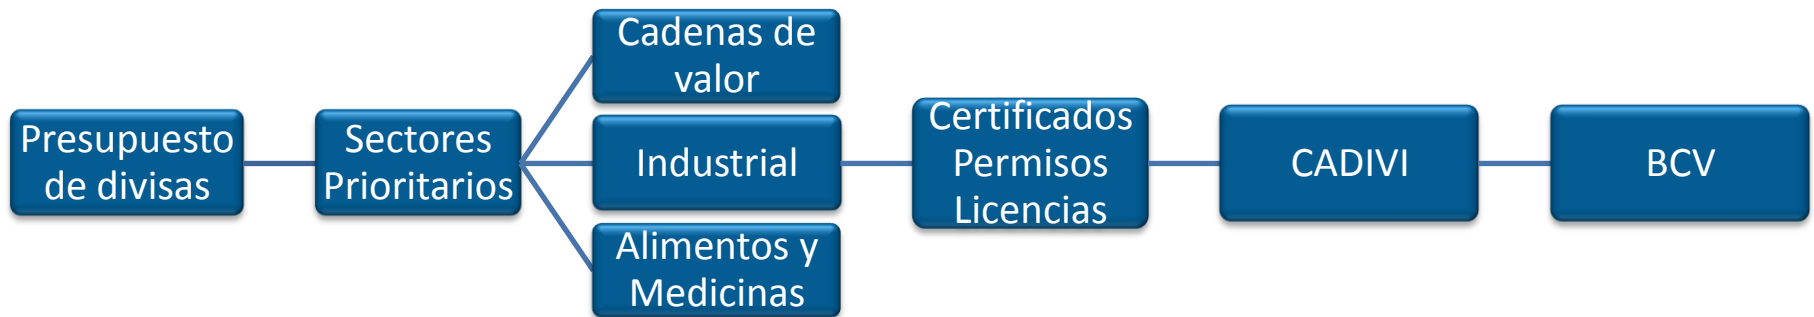 Presupuesto
de divisas
Sectores
Prioritarios
Cadenas de
valor
Industrial
Alimentos y
Medicinas
Certificados
Permisos
Licencias
CADIVI
BCV